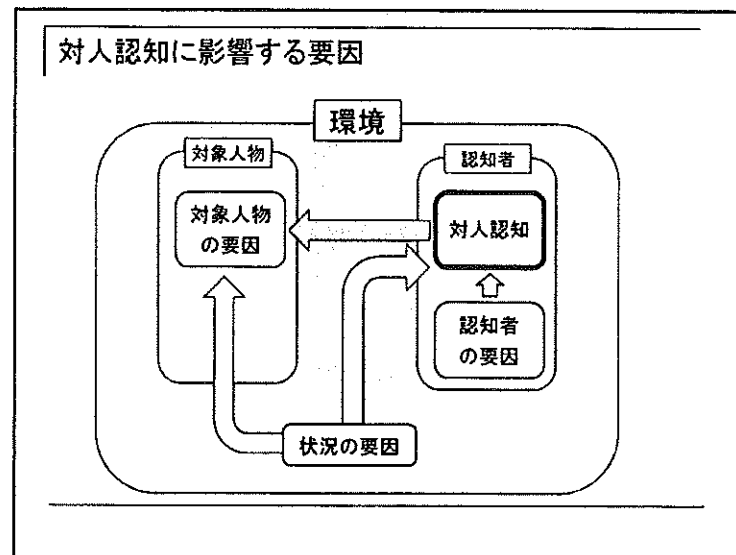 対人認知に影響する要因
環境
対象人物
認知者
対象人物
の要因
対人認知
認知者
の要因
状況の要因